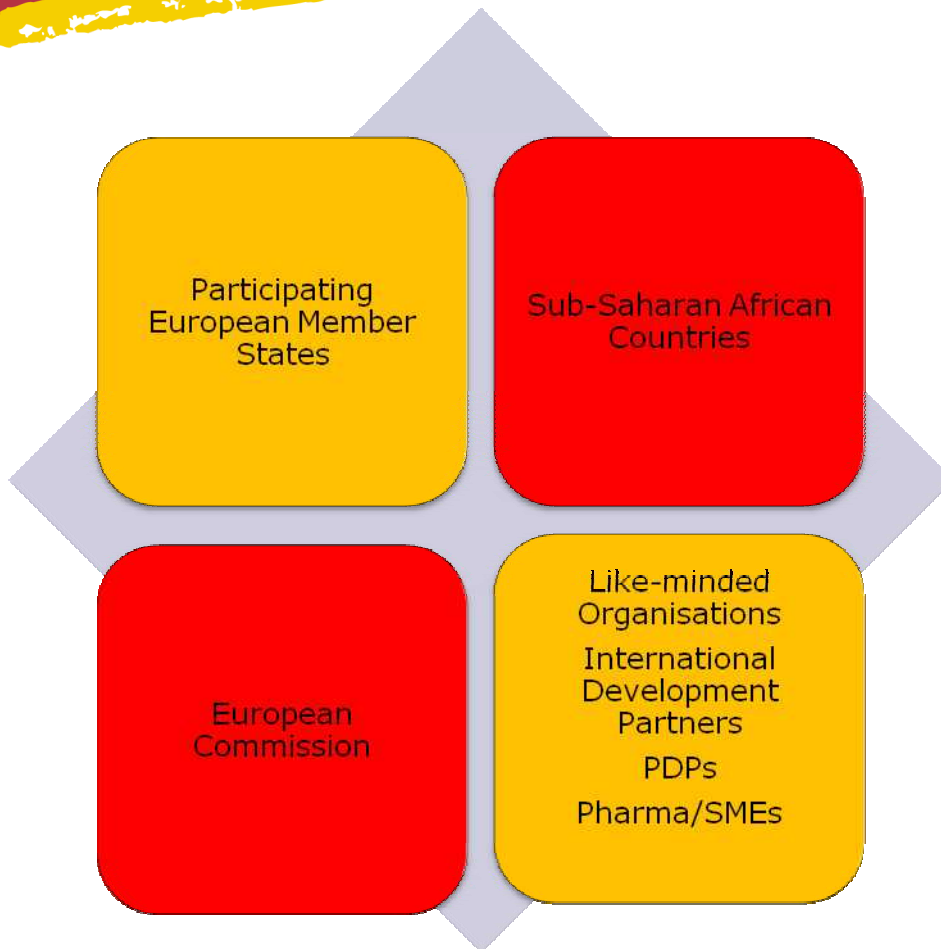 Participating
European Member
States
Sub-Saharan African
Countries
European
Commission
Like-minded
Organisations
International
Development
Partners
PDPs
Pharma/SMEs